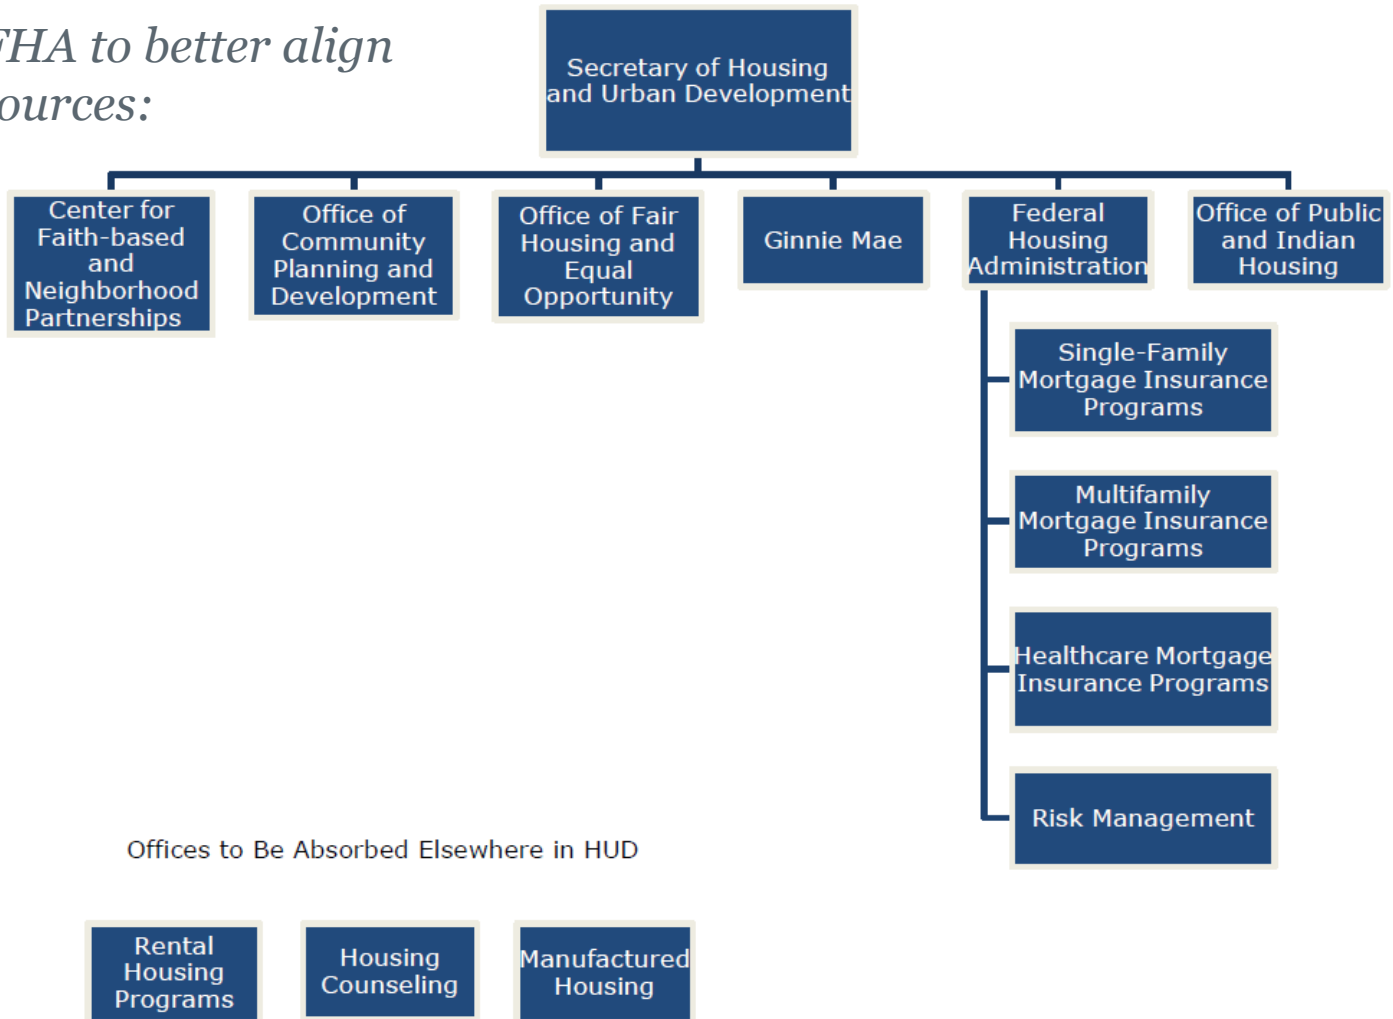 to better align
Secretary of Housing
and Urban Development
Center for
Faith-based
and
Neighborhood
Partnerships
Office of
Community
Planning and
Development
Office of Fair
Housing and
Equal
Opportunity
Ginnie Mae
Federal
Housing
Administration
Office of Public
and Indian
Housing
Single-Family
Mortgage Insurance
Programs
Multifamily
Mortgage Insurance
Programs
Healthcare Mortgage
Insurance Programs
Risk Management
Offices to Be Absorbed Elsewhere in HUD
Rental
Housing
Programs
Housing
Counseling
Manufactured
Housing